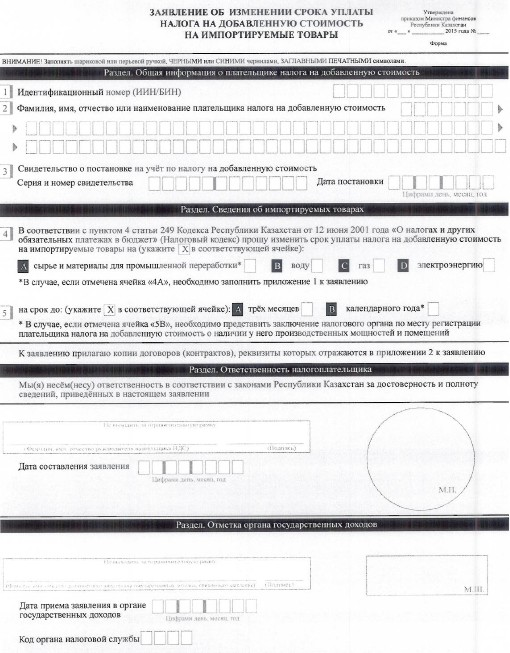 ЗАЯВЛЕНИЕ ОБ ИЗМЕНЕНИИ СРОКА УПЛАТЫ
НАЛОГА НА ДОБАВЛЕННУЮ СТОИМОСТЬ
НА ИМПОРТИРУЕМЫЕ ТОВАРЫ
Утверждена
приказом Министра финансов
Республики Казахстан
от «___» __________ 2015 года №____
Форма
ВНИМАНИЕ! Заполнять шариковой или перьевой ручкой, ЧЕРНЫМИ или СИНИМИ чернилами, ЗАГЛАВНЫМИ ПЕЧАТНЫМИ символами.
Раздел. Общая информация о плательщике налога на добавленную стоимость
1 Идентификационный номер (ИИН/БИН)
2 Фамилия, имя, отчество или наименование плательщика налога на добавленную стоимость
3 Свидетельство о постановке на учёт по налогу на добавленную стоимость
Серия и номер свидетельства Дата постановки
Цифрами день, месяц, год
Раздел. Сведения об импортируемых товарах
4 В соответствии с пунктом 4 статьи 249 Кодекса Республики Казахстан от 12 июня 2001 года «О налогах и других
обязательных платежах в бюджет» (Налоговый кодекс) прошу изменить срок уплаты налога на добавленную стоимость
на импортируемые товары на (укажите X в соответствующей ячейке):
A сырье и материалы для промышленной переработки* B воду C газ D электроэнергию
*В случае, если отмечена ячейка «4А», необходимо заполнить приложение 1 к заявлению
5 на срок до: (укажите X в соответствующей ячейке): A трёх месяцев B календарного года*
* В случае, если отмечена ячейка «5В», необходимо представить заключение налогового органа по месту регистрации
плательщика налога на добавленную стоимость о наличии у него производственных мощностей и помещений
К заявлению прилагаю копии договоров (контрактов), реквизиты которых отражаются в приложении 2 к заявлению
Раздел. Ответственность налогоплательщика
Мы(я) несём(несу) ответственность в соответствии с законами Республики Казахстан за достоверность и полноту
сведений, приведённых в настоящем заявлении
(Подпись)
Дата составления заявления
Цифрами день, месяц, год
М.П.
Раздел. Отметка органа государственных доходов
(Подпись)
М.Ш.
Дата приема заявления в органе
государственных доходов
Цифрами день, месяц, год
Код органа налоговой службы